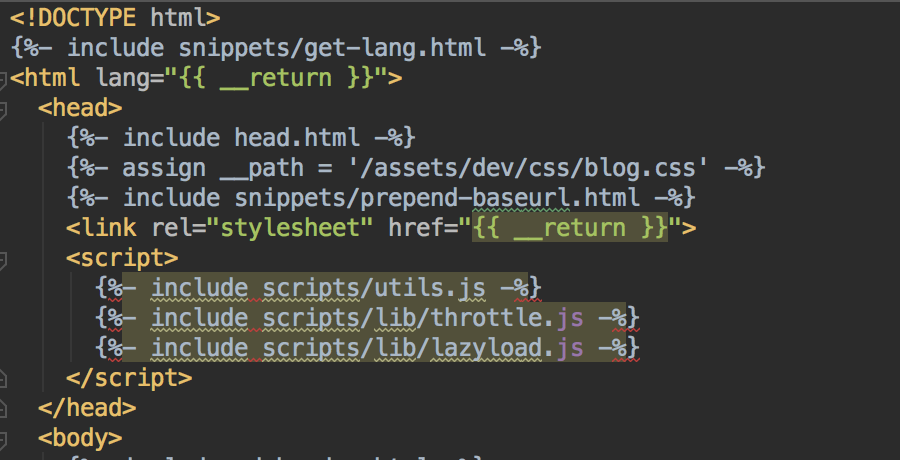 <!DOCTYPE html>
{%- include snippets/get-lang.html -%}
<html lang="{{ __return }}">
<head>
{%- include head.html -%}
{%- assign __path = '/assets/dev/css/blog.css' -%}
{%- include snippets/prepend-baseurl.html -%}
<link rel="stylesheet" href="{{ __return }}">
<script>
{%- include scripts/utils.js -%}
{%- include scripts/lib/throttle.js -%}
{%- include scripts/lib/lazyload.js -%}
</script>
</head>
<body>